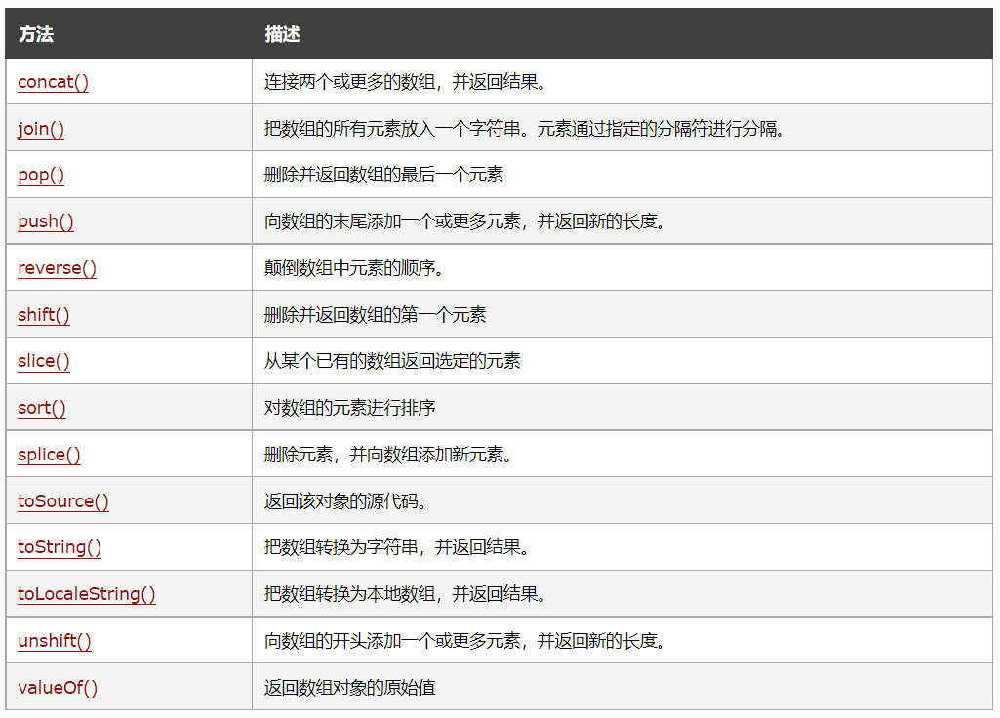 方法 描述
concat() 连接两个或更多的数组，并返回结果。
join() 把数组的所有元素放入一个字符串。元素通过指定的分隔符进行分隔。
pop() 删除并返回数组的最后一个元素
push() 向数组的末尾添加一个或更多元素，并返回新的长度。
reverse() 颠倒数组中元素的顺序。
shift() 删除并返回数组的第一个元素
slice() 从某个已有的数组返回选定的元素
sort() 对数组的元素进行排序
splice() 删除元素，并向数组添加新元素。
toSource() 返回该对象的源代码。
toString() 把数组转换为字符串，并返回结果。
toLocaleString() 把数组转换为本地数组，并返回结果。
unshift() 向数组的开头添加一个或更多元素，并返回新的长度。
valueOf() 返回数组对象的原始值